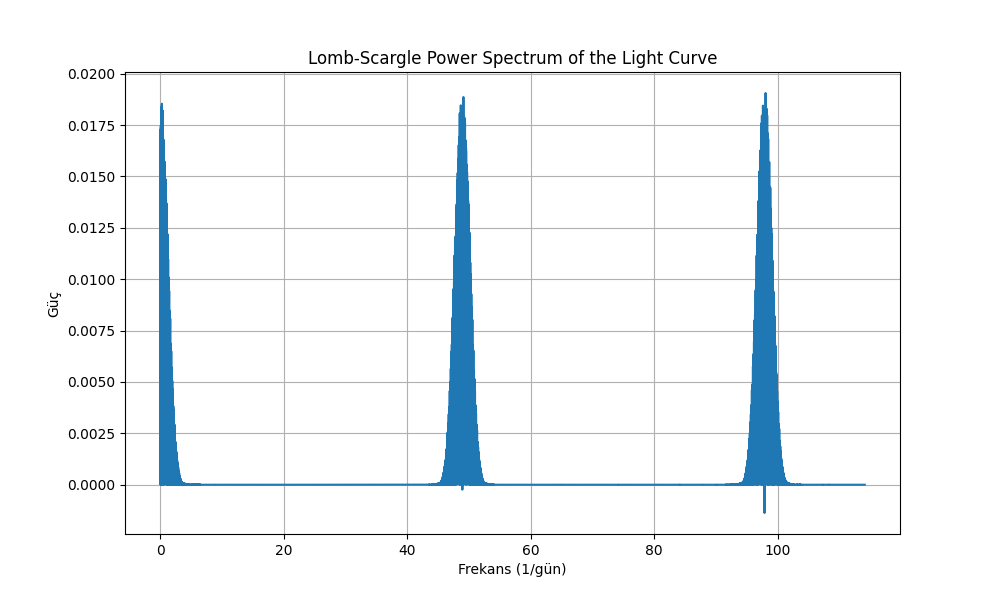 Lomb-Scargle Power Spectrum of the Light Curve
0.0200
0.0175
0.0150
0.0125
0.0100
0.0075
0.0050
0.0025
0.0000
Güç
0 20 40 60 80 100
Frekans (1/gün)